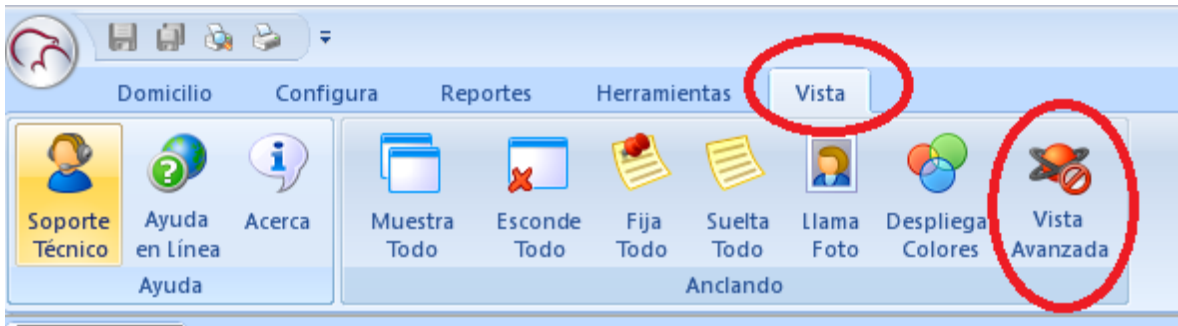 Domicilio Configura Reportes Herramientas Vista
Soporte Ayuda Acerca Muestra Esconde Fija Suelta Llama Despliega Vista
Técnico en Línea Todo Todo Todo Todo Foto Colores Avanzada
Ayuda Anclando